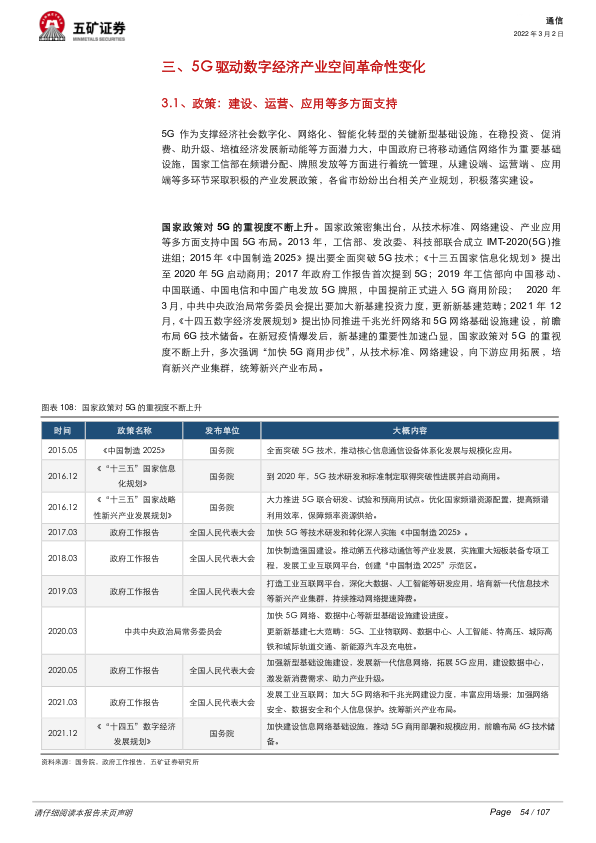 五矿证券
MINMETALS SECURITIES
通信
2022 年 3 月 2 日
三、5G 驱动数字经济产业空间革命性变化
3.1、政策：建设、运营、应用等多方面支持
5G 作为支撑经济社会数字化、网络化、智能化转型的关键新型基础设施，在稳投资、促消
费、助升级、培植经济发展新动能等方面潜力大，中国政府已将移动通信网络作为重要基础
设施，国家工信部在频谱分配、牌照发放等方面进行着统一管理，从建设端、运营端、应用
端等多环节采取积极的产业发展政策，各省市纷纷出台相关产业规划，积极落实建设。
国家政策对 5G 的重视度不断上升。国家政策密集出台，从技术标准、网络建设、产业应用
等多方面支持中国 5G 布局。2013 年，工信部、发改委、科技部联合成立 IMT-2020(5G)推
进组；2015 年《中国制造 2025》提出要全面突破 5G 技术；《十三五国家信息化规划》提出
至 2020 年 5G 启动商用；2017 年政府工作报告首次提到 5G；2019 年工信部向中国移动、
中国联通、中国电信和中国广电发放 5G 牌照，中国提前正式进入 5G 商用阶段； 2020 年
3 月，中共中央政治局常务委员会提出要加大新基建投资力度，更新新基建范畴；2021 年 12
月，《十四五数字经济发展规划》提出协同推进千兆光纤网络和 5G 网络基础设施建设，前瞻
布局 6G 技术储备。在新冠疫情爆发后，新基建的重要性加速凸显，国家政策对 5G 的重视
度不断上升，多次强调“加快 5G 商用步伐”，从技术标准、网络建设，向下游应用拓展，培
育新兴产业集群，统筹新兴产业布局。
图表 108：国家政策对 5G 的重视度不断上升
时间 政策名称 发布单位 大概内容
2015.05 《中国制造 2025》 国务院 全面突破 5G 技术，推动核心信息通信设备体系化发展与规模化应用。
2016.12 《“十三五”国家信息化规划》 国务院 到 2020 年，5G 技术研发和标准制定取得突破性进展并启动商用。
2016.12 《“十三五”国家战略性新兴产业发展规划》 国务院 大力推进 5G 联合研发、试验和预商用试点。优化国家频谱资源配置，提高频谱
利用效率，保障频率资源供给。
2017.03 政府工作报告 全国人民代表大会 加快 5G 等技术研发和转化深入实施《中国制造 2025》。
2018.03 政府工作报告 全国人民代表大会 加快制造强国建设。推动第五代移动通信等产业发展，实施重大短板装备专项工
程，发展工业互联网平台，创建“中国制造 2025”示范区。
2019.03 政府工作报告 全国人民代表大会 打造工业互联网平台，深化大数据、人工智能等研发应用，培育新一代信息技术
等新兴产业集群，持续推动网络提速降费。
2020.03 中共中央政治局常务委员会 加快 5G 网络、数据中心等新型基础设施建设进度。
更新新基建七大范畴：5G、工业物联网、数据中心、人工智能、特高压、城际高
铁和城际轨道交通、新能源汽车及充电桩。
2020.05 政府工作报告 全国人民代表大会 加强新型基础设施建设，发展新一代信息网络，拓展 5G 应用，建设数据中心，
激发新消费需求、助力产业升级。
2021.03 政府工作报告 全国人民代表大会 发展工业互联网；加大 5G 网络和千兆光网建设力度，丰富应用场景；加强网络
安全、数据安全和个人信息保护。统筹新兴产业布局。
2021.12 《“十四五”数字经济发展规划》 国务院 加快建设信息网络基础设施，推动 5G 商用部署和规模应用，前瞻布局 6G 技术储
备。
资料来源：国务院，政府工作报告，五矿证券研究所
请仔细阅读本报告末页声明
Page 54 / 107